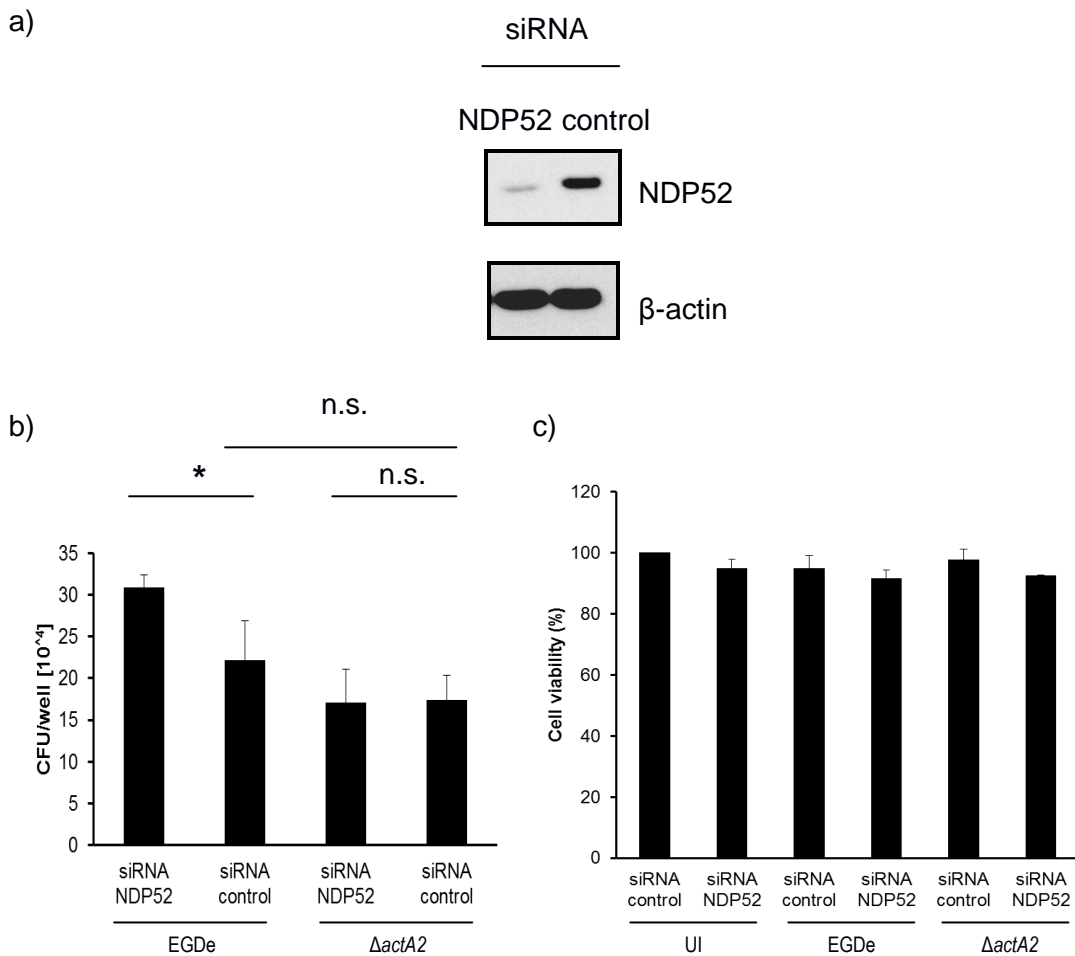 a)
siRNA
NDP52 control
NDP52
β-actin
b)
n.s.
*
n.s.
CFU/well [10^4]
35
30
25
20
15
10
5
0
siRNA NDP52
siRNA control
siRNA NDP52
siRNA control
EGDe
ΔactA2
c)
Cell viability (%)
120
100
80
60
40
20
0
siRNA control
siRNA NDP52
siRNA control
siRNA NDP52
siRNA control
siRNA NDP52
UI
EGDe
ΔactA2